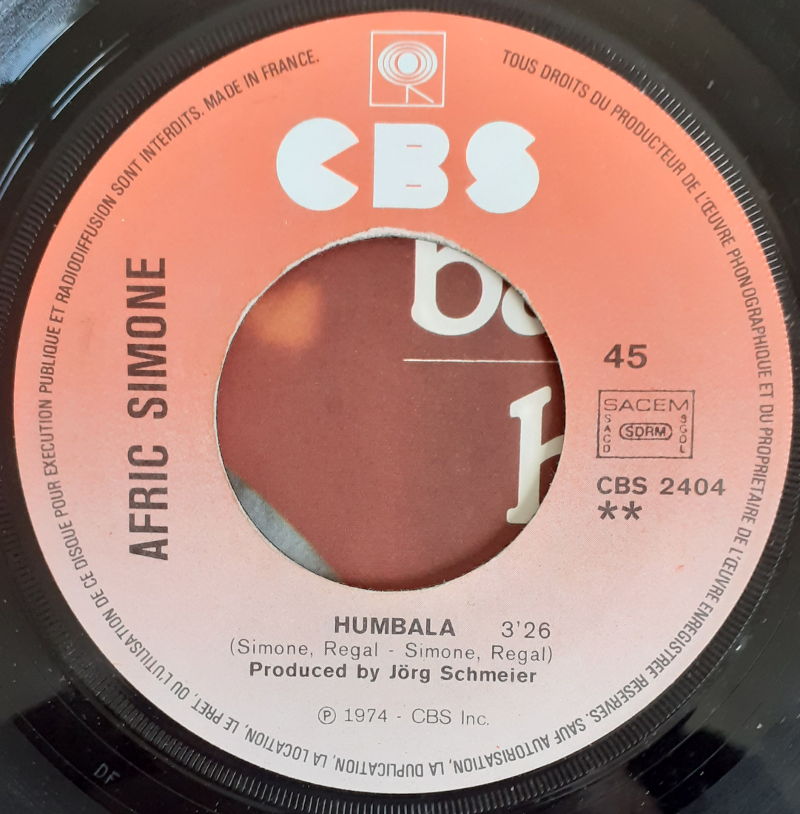 TOUS DROITS DU PRODUCTEUR DE L'ŒUVRE PHONOGRAPHIQUE ET DU PROPRIETAIRE DE L'ŒUVRE ENREGISTREE RESERVES. SAUF AUTORISATION, LA DUPLICATION, LA LOCATION, LE PRET, OU L'UTILISATION DE CE DISQUE POUR EXECUTION PUBLIQUE ET RADIODIFFUSION SONT INTERDITS. MADE IN FRANCE.
CBS
AFRIC SIMONE
45
SACEM
SACD
SDRM
SGDL
CBS 2404
**
HUMBALA 3'26
(Simone, Regal - Simone, Regal)
Produced by Jörg Schmeier
℗ 1974 - CBS Inc.
DF